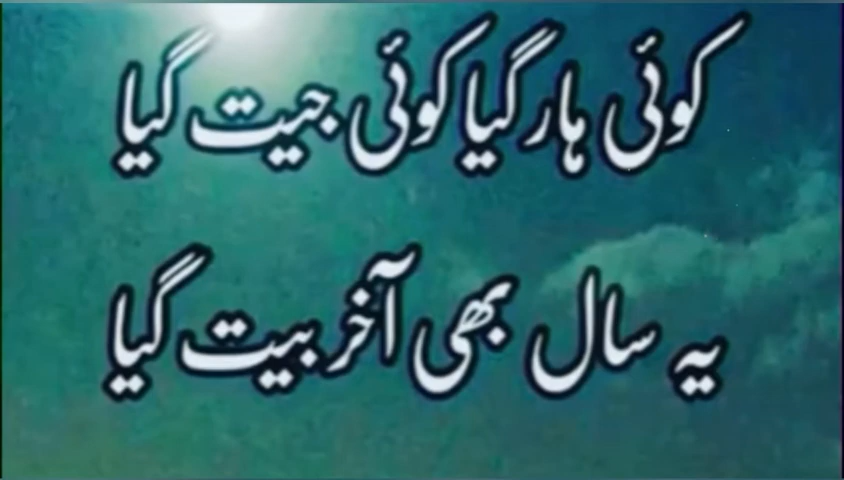 کوئی ہار گیا کوئی جیت گیا
یہ سال بھی آخر بیت گیا